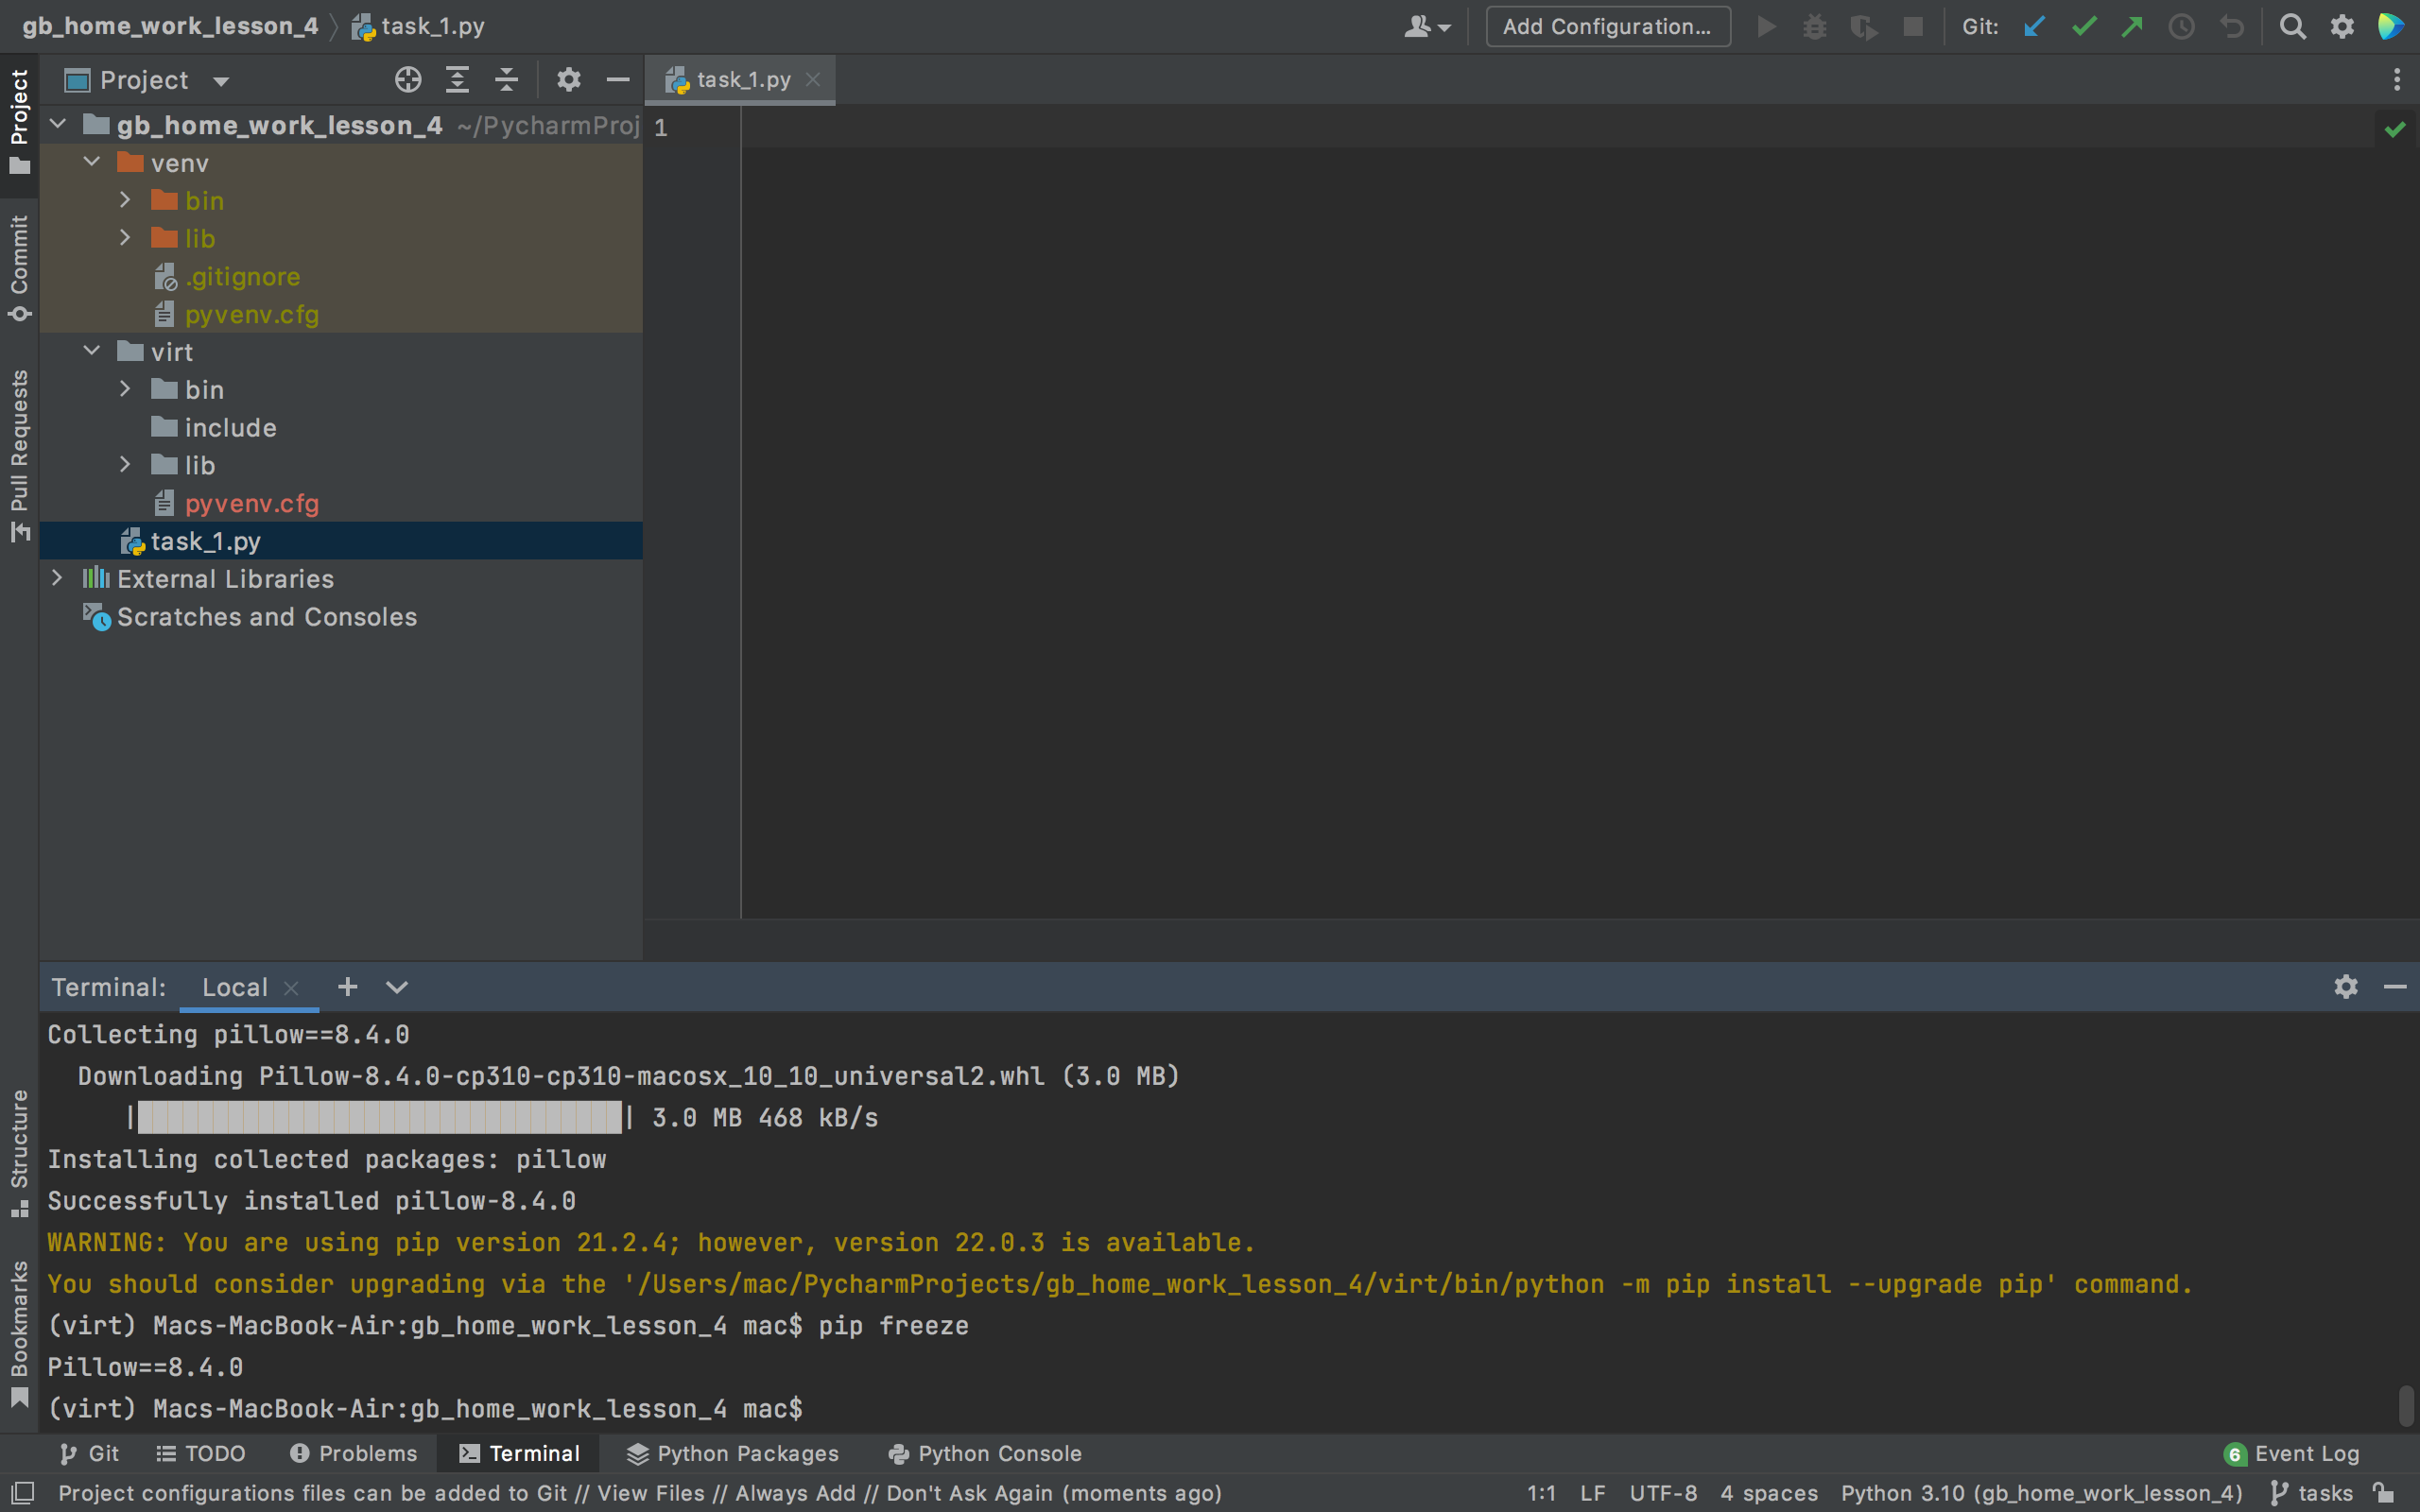 gb_home_work_lesson_4 task_1.py
Add Configuration...
Git:
Project
task_1.py
gb_home_work_lesson_4 ~/PycharmProj
venv
bin
lib
.gitignore
pyvenv.cfg
virt
bin
include
lib
pyvenv.cfg
task_1.py
External Libraries
Scratches and Consoles
1
Project
Commit
Pull Requests
Structure
Bookmarks
Terminal: Local
Collecting pillow==8.4.0
Downloading Pillow-8.4.0-cp310-cp310-macosx_10_10_universal2.whl (3.0 MB)
|████████████████████████████████| 3.0 MB 468 kB/s
Installing collected packages: pillow
Successfully installed pillow-8.4.0
WARNING: You are using pip version 21.2.4; however, version 22.0.3 is available.
You should consider upgrading via the '/Users/mac/PycharmProjects/gb_home_work_lesson_4/virt/bin/python -m pip install --upgrade pip' command.
(virt) Macs-MacBook-Air:gb_home_work_lesson_4 mac$ pip freeze
Pillow==8.4.0
(virt) Macs-MacBook-Air:gb_home_work_lesson_4 mac$
Git TODO Problems Terminal Python Packages Python Console 6 Event Log
Project configurations files can be added to Git // View Files // Always Add // Don't Ask Again (moments ago) 1:1 LF UTF-8 4 spaces Python 3.10 (gb_home_work_lesson_4) tasks